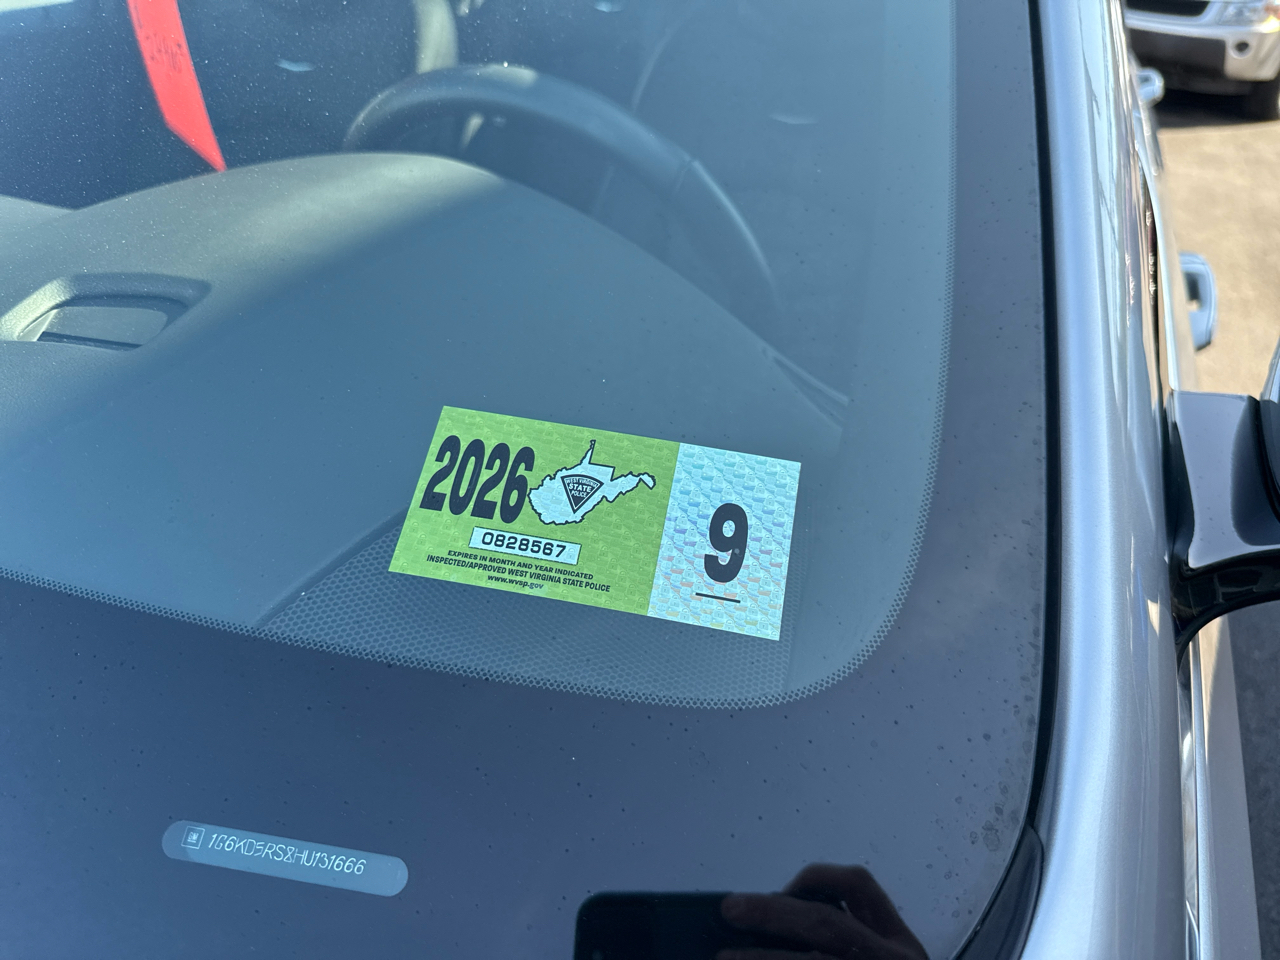 2026
WEST VIRGINIA
STATE
POLICE
0828567
EXPIRES IN MONTH AND YEAR INDICATED
INSPECTED/APPROVED WEST VIRGINIA STATE POLICE
www.wvsp.gov
9
GM 1G6KD5RS8HU131666